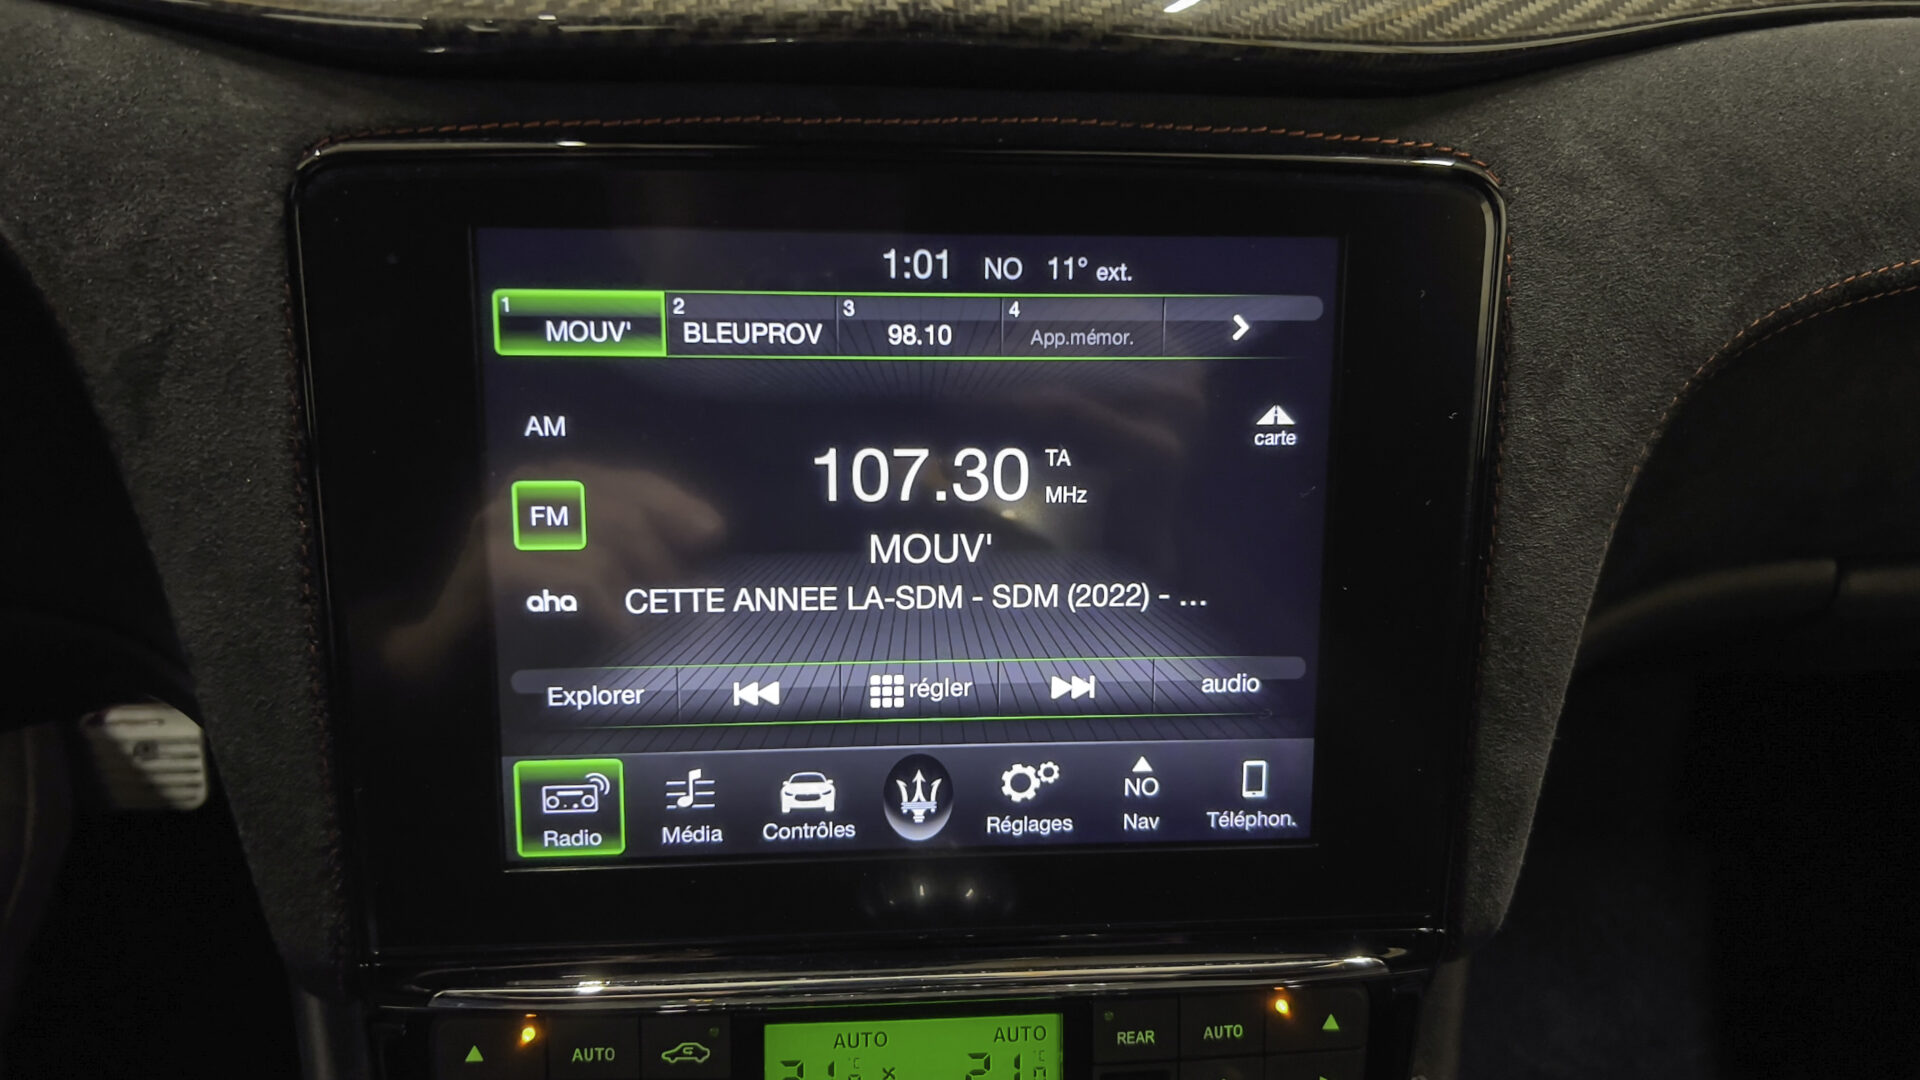 1:01 NO 11° ext.
1 MOUV' 2 BLEUPROV 3 98.10 4 App.mémor.
AM
carte
107.30 TA
MHz
FM
MOUV'
aha CETTE ANNEE LA-SDM - SDM (2022) - ...
Explorer régler audio
NO
Radio Média Contrôles Réglages Nav Téléphon.
AUTO AUTO
AUTO REAR AUTO